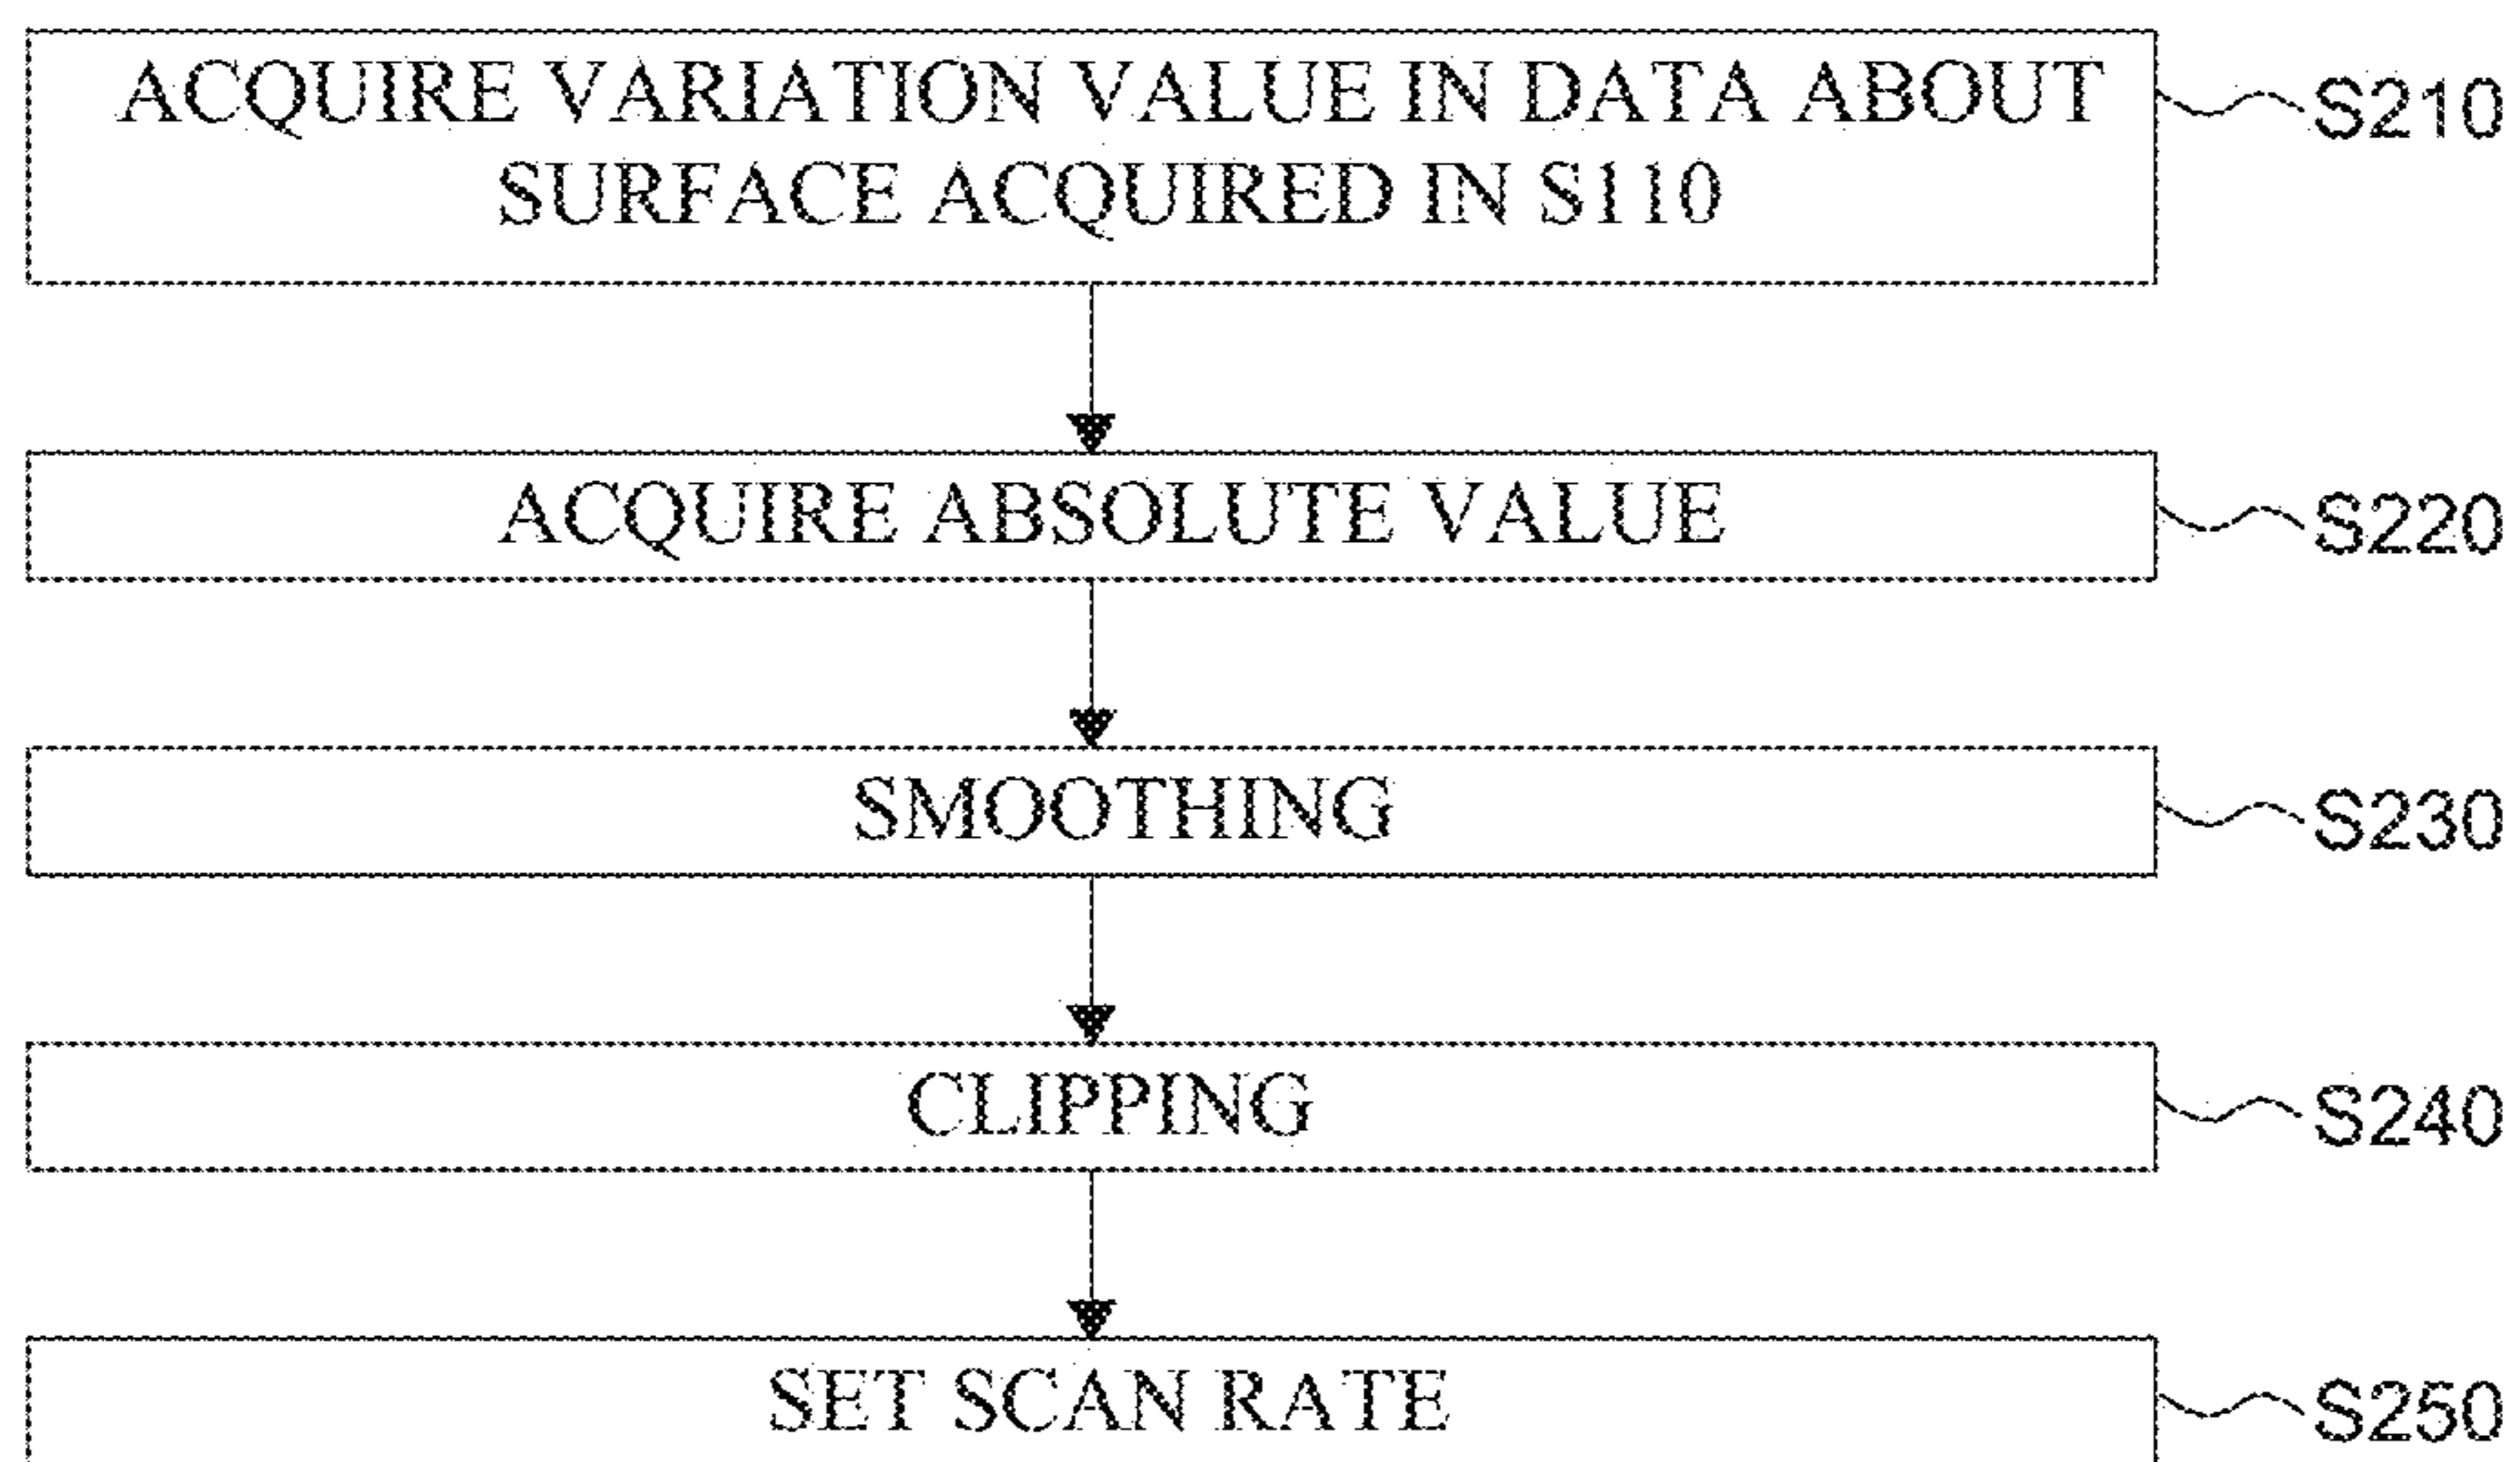 ACQUIRE VARIATION VALUE IN DATA ABOUT
SURFACE ACQUIRED IN S110
S210
ACQUIRE ABSOLUTE VALUE
S220
SMOOTHING
S230
CLIPPING
S240
SET SCAN RATE
S250